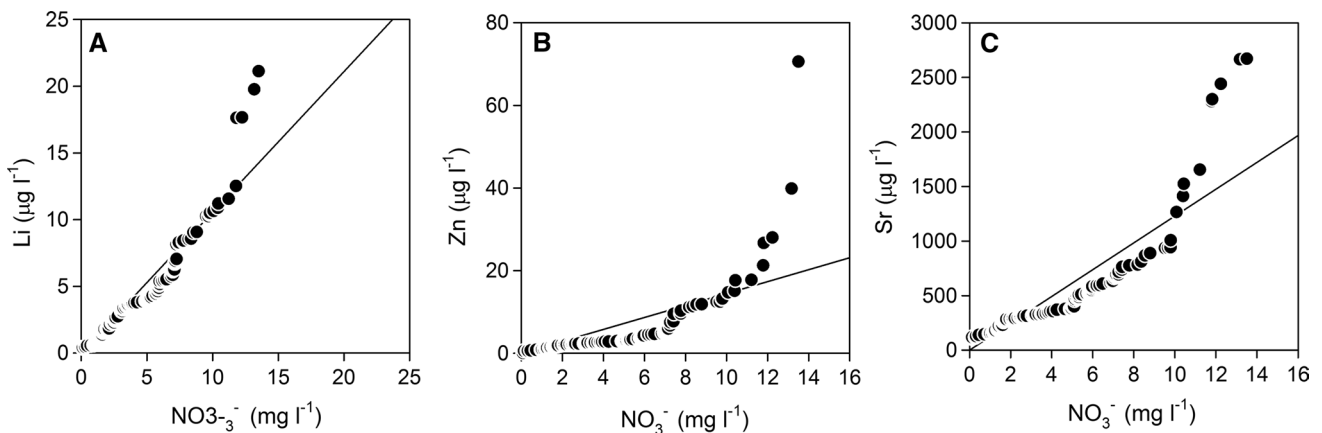 A
25
20
15
10
5
0
Li (µg l⁻¹)
0 5 10 15 20 25
NO3-₃⁻ (mg l⁻¹)
B
80
60
40
20
0
Zn (µg l⁻¹)
0 2 4 6 8 10 12 14 16
NO₃⁻ (mg l⁻¹)
C
3000
2500
2000
1500
1000
500
0
Sr (µg l⁻¹)
0 2 4 6 8 10 12 14 16
NO₃⁻ (mg l⁻¹)